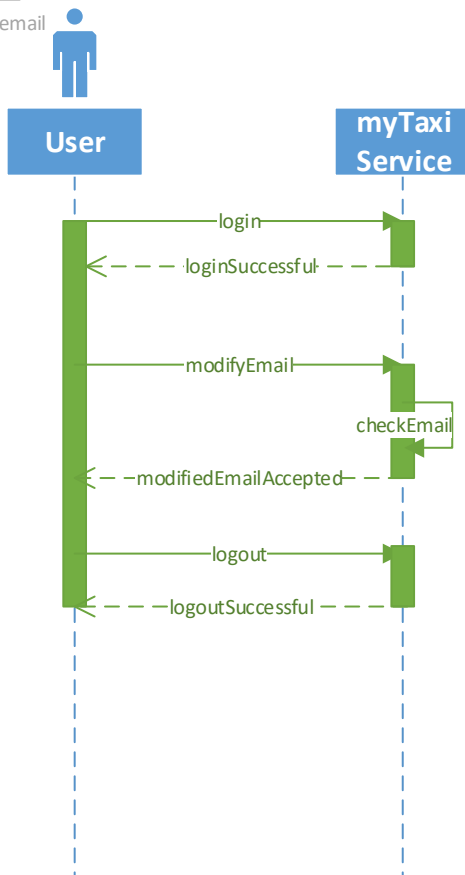 email
User
myTaxi
Service
login
loginSuccessful
modifyEmail
checkEmail
modifiedEmailAccepted
logout
logoutSuccessful